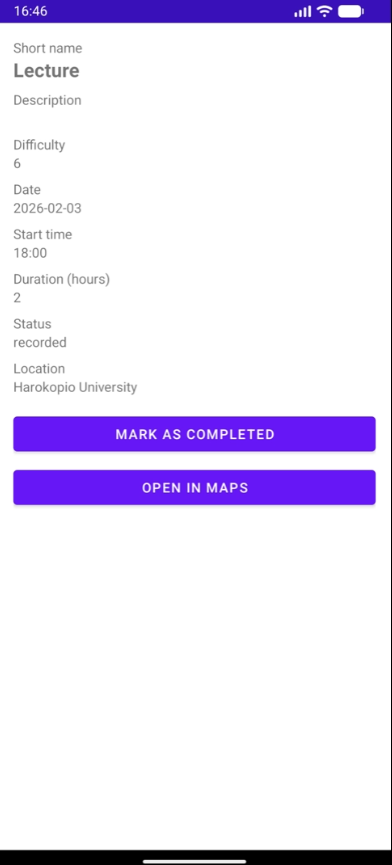 16:46
Short name
Lecture
Description
Difficulty
6
Date
2026-02-03
Start time
18:00
Duration (hours)
2
Status
recorded
Location
Harokopio University
MARK AS COMPLETED
OPEN IN MAPS